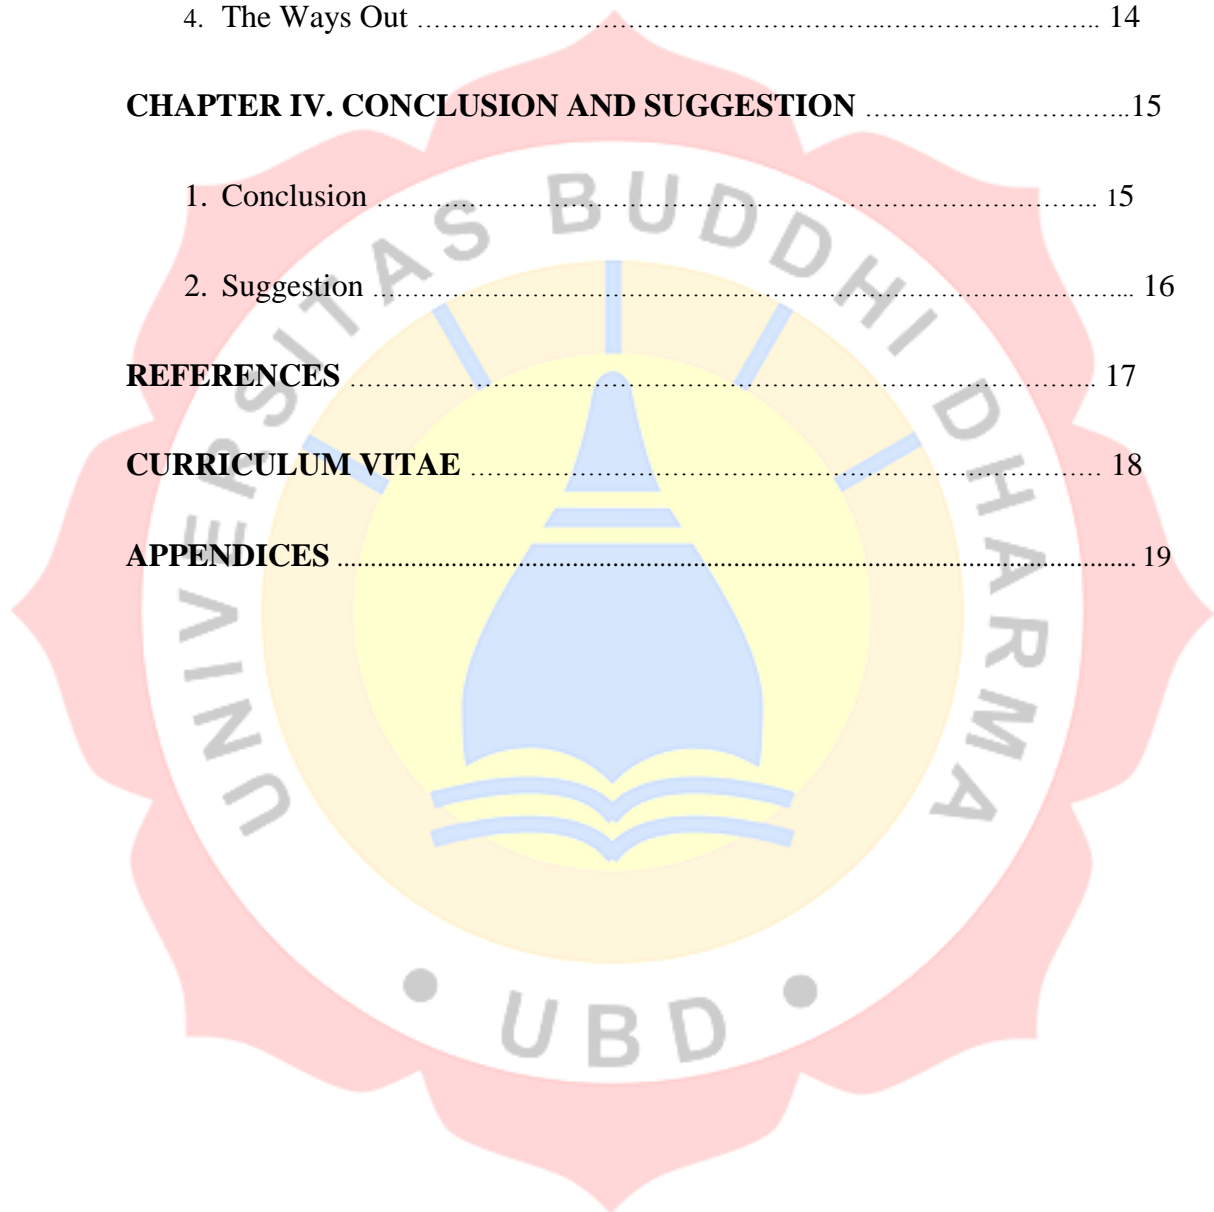 4. The Ways Out ........................................................................................ 14
CHAPTER IV. CONCLUSION AND SUGGESTION ...............................15
1. Conclusion ........................................................................................... 15
2. Suggestion ............................................................................................ 16
REFERENCES ........................................................................................... 17
CURRICULUM VITAE ............................................................................. 18
APPENDICES ............................................................................................ 19
UNIVERSITAS BUDDHI DHARMA
• UBD •